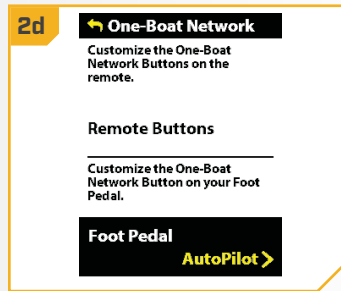 2d
One-Boat Network
Customize the One-Boat
Network Buttons on the
remote.
Remote Buttons
Customize the One-Boat
Network Button on your Foot
Pedal.
Foot Pedal
AutoPilot >